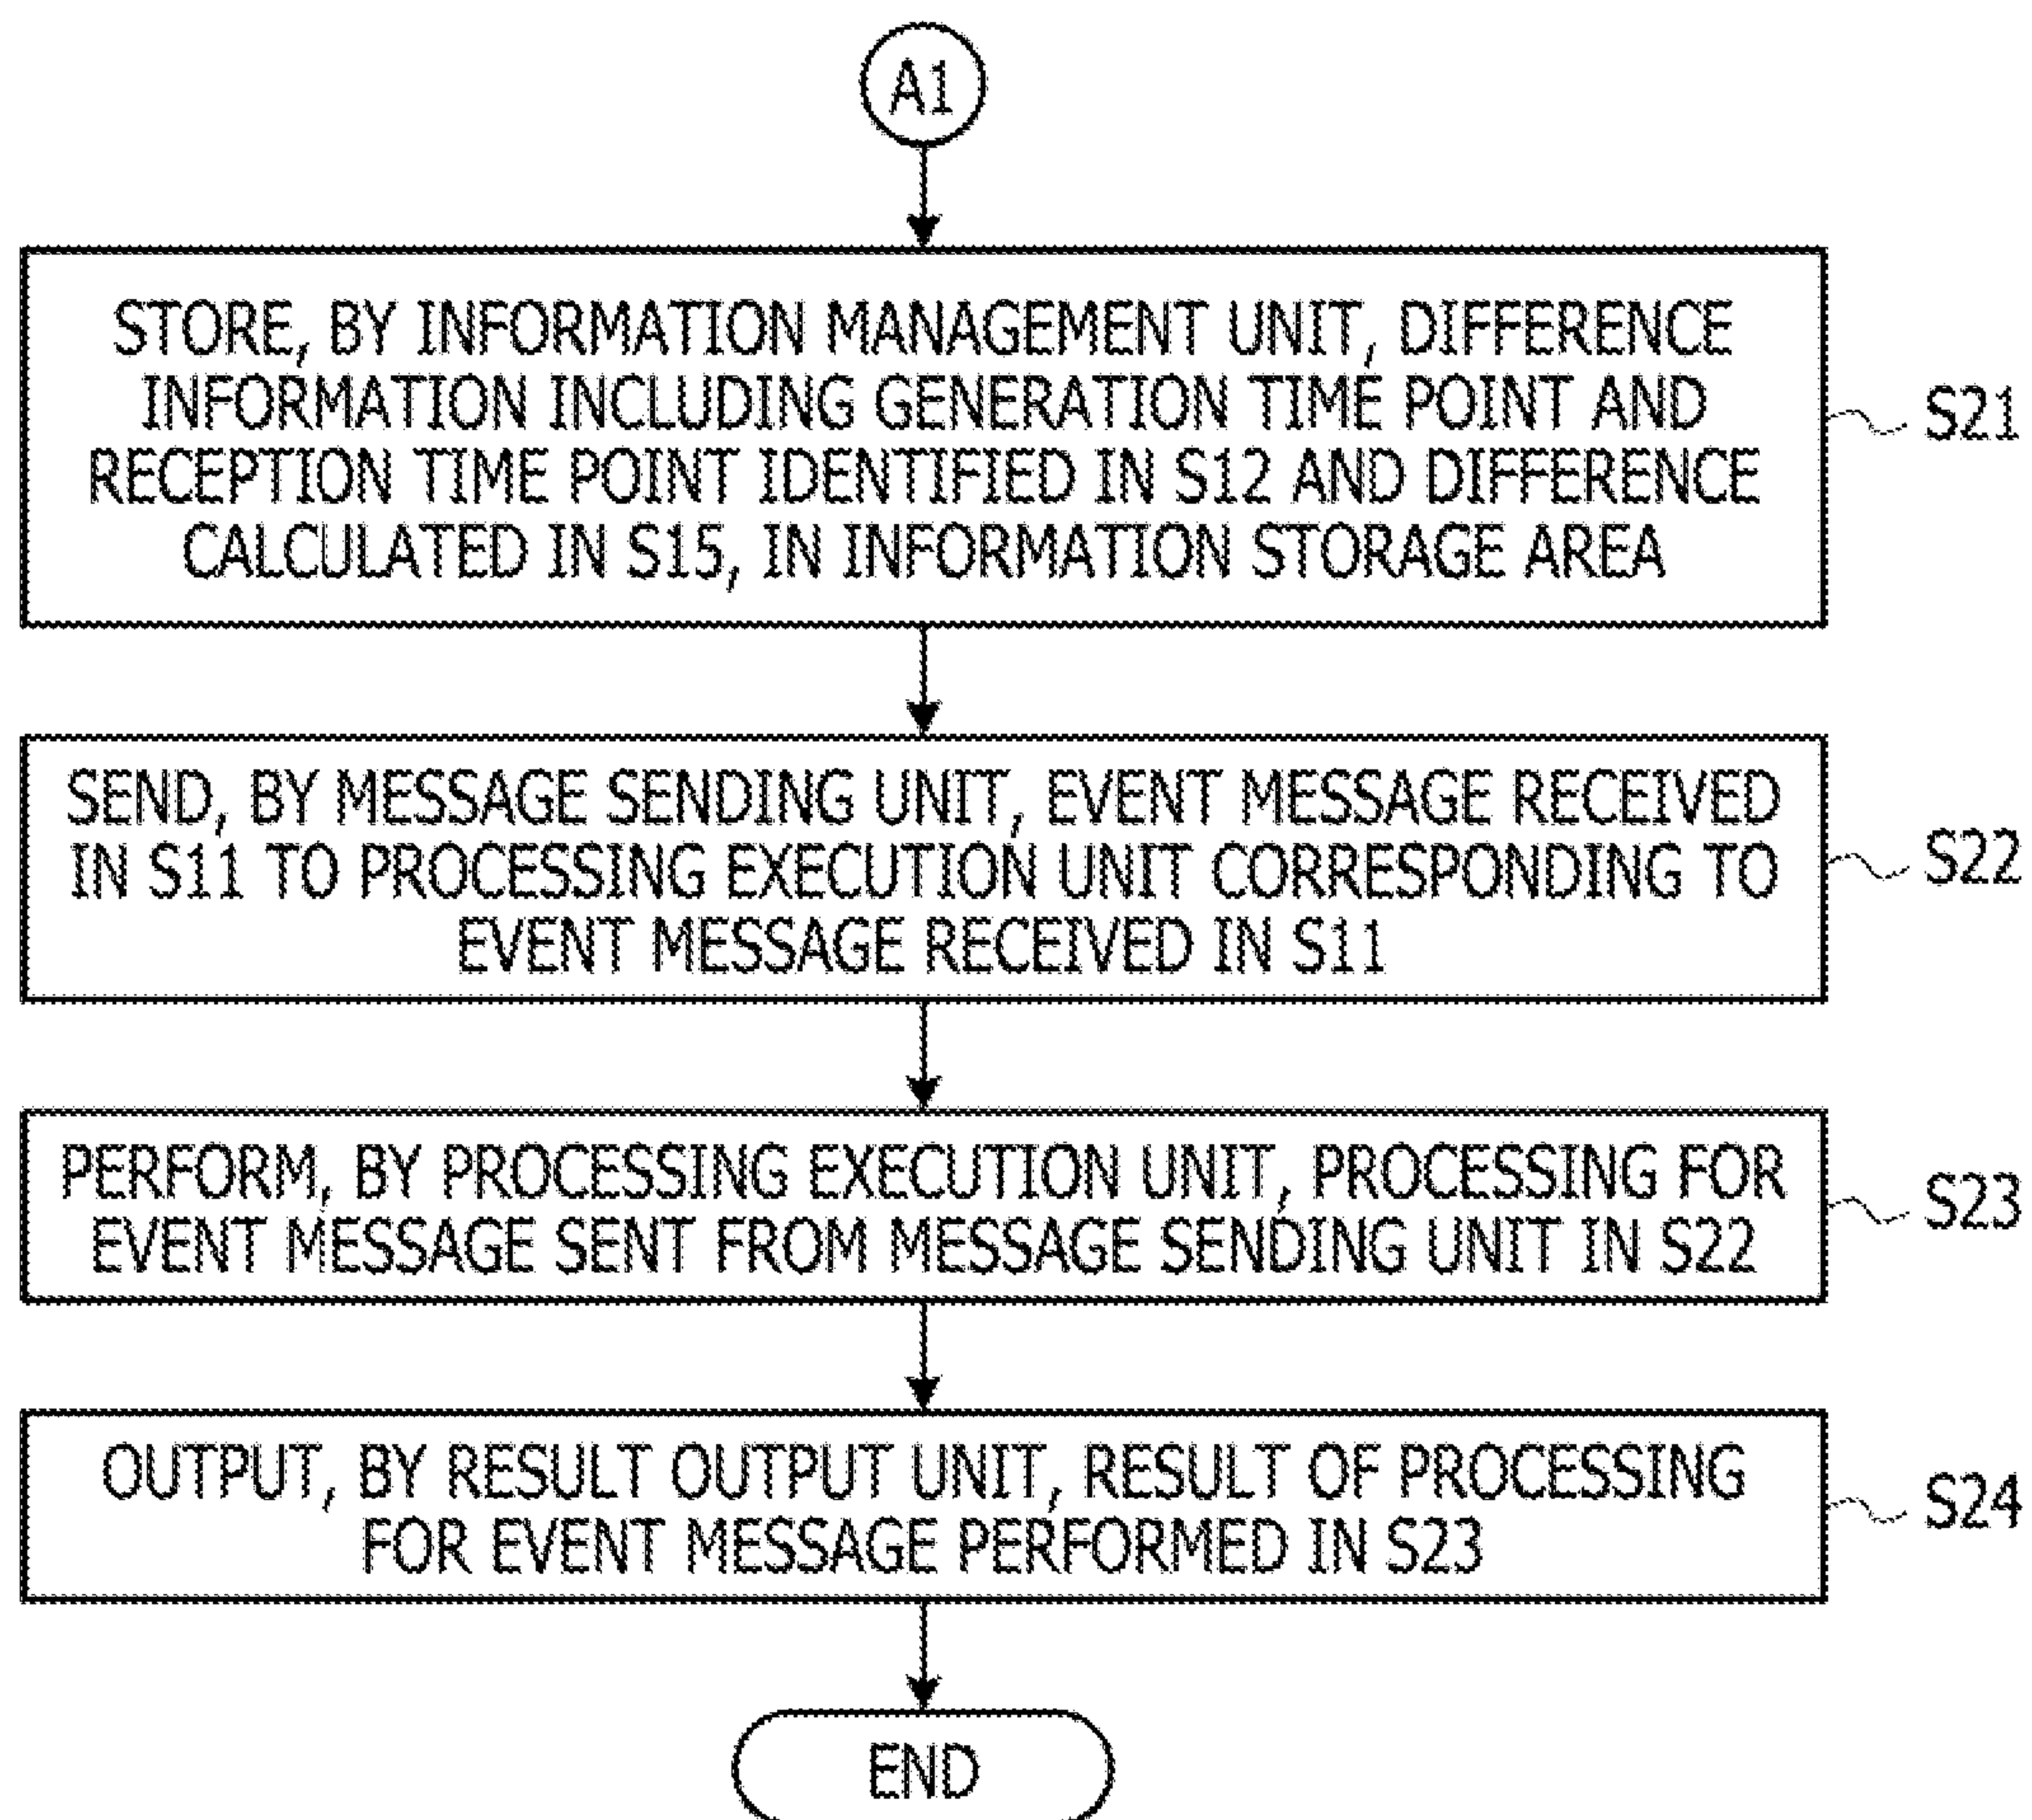 A1
STORE, BY INFORMATION MANAGEMENT UNIT, DIFFERENCE
INFORMATION INCLUDING GENERATION TIME POINT AND
RECEPTION TIME POINT IDENTIFIED IN S12 AND DIFFERENCE
CALCULATED IN S15, IN INFORMATION STORAGE AREA
S21
SEND, BY MESSAGE SENDING UNIT, EVENT MESSAGE RECEIVED
IN S11 TO PROCESSING EXECUTION UNIT CORRESPONDING TO
EVENT MESSAGE RECEIVED IN S11
S22
PERFORM, BY PROCESSING EXECUTION UNIT, PROCESSING FOR
EVENT MESSAGE SENT FROM MESSAGE SENDING UNIT IN S22
S23
OUTPUT, BY RESULT OUTPUT UNIT, RESULT OF PROCESSING
FOR EVENT MESSAGE PERFORMED IN S23
S24
END